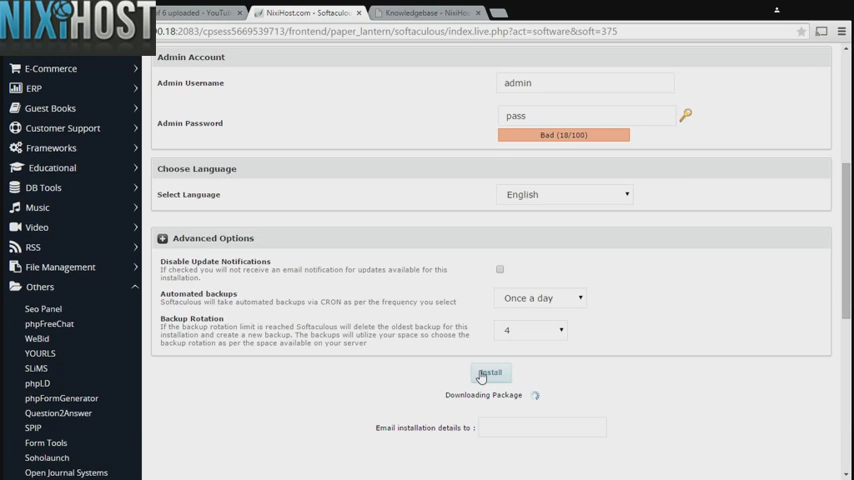 NIXIHOST
of 6 uploaded - YouTu
NixiHost.com - Softaculou
Knowledgebase - NixiHos
00.18:2083/cpsess5669539713/frontend/paper_lantern/softaculous/index.live.php?act=software&soft=375
E-Commerce
ERP
Guest Books
Customer Support
Frameworks
Educational
DB Tools
Music
Video
RSS
File Management
Others
Seo Panel
phpFreeChat
WeBid
YOURLS
SLiMS
phpLD
phpFormGenerator
Question2Answer
SPIP
Form Tools
Soholaunch
Open Journal Systems
Admin Account
Admin Username
admin
Admin Password
pass
Bad (18/100)
Choose Language
Select Language
English
Advanced Options
Disable Update Notifications
If checked you will not receive an email notification for updates available for this
installation.
Automated backups
Softaculous will take automated backups via CRON as per the frequency you select
Once a day
Backup Rotation
If the backup rotation limit is reached Softaculous will delete the oldest backup for this
installation and create a new backup. The backups will utilize your space so choose the
backup rotation as per the space available on your server
4
Install
Downloading Package
Email installation details to :